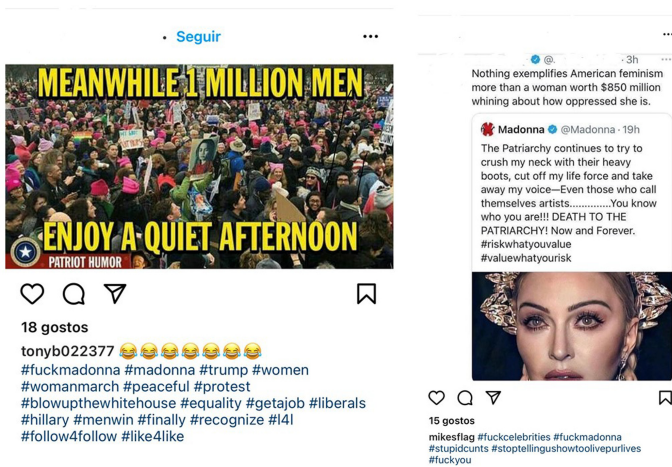 Seguir
MEANWHILE 1 MILLION MEN
ENJOY A QUIET AFTERNOON
PATRIOT HUMOR
18 gostos
tonyb022377 😂😂😂😂😂😂😂
#fuckmadonna #madonna #trump #women
#womanmarch #peaceful #protest
#blowupthewhitehouse #equality #getajob #liberals
#hillary #menwin #finally #recognize #l4l
#follow4follow #like4like
@. · 3h
Nothing exemplifies American feminism
more than a woman worth $850 million
whining about how oppressed she is.
Madonna @Madonna · 19h
The Patriarchy continues to try to
crush my neck with their heavy
boots, cut off my life force and take
away my voice—Even those who call
themselves artists..............You know
who you are!!! DEATH TO THE
PATRIARCHY! Now and Forever.
#riskwhatyouvalue
#valuewhatyourisk
15 gostos
mikesflag #fuckcelebrities #fuckmadonna
#stupidcunts #stoptellingushowtoolivepurlives
#fuckyou